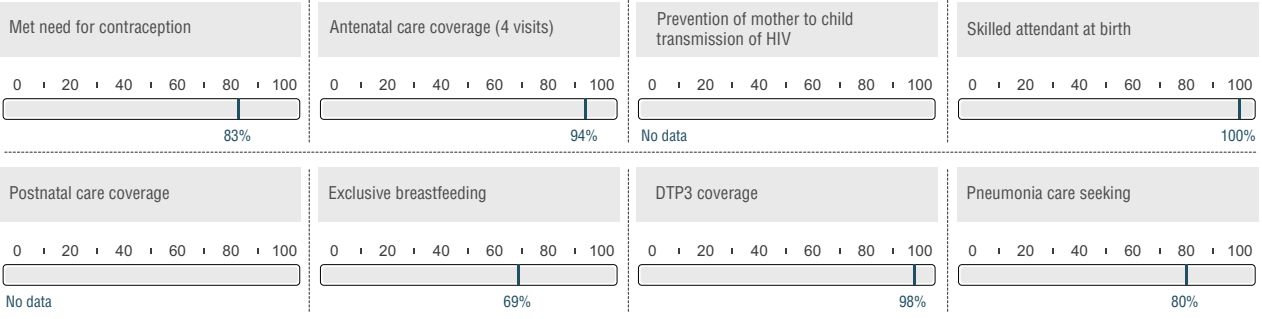 Met need for contraception
0 20 40 60 80 100
83%
Antenatal care coverage (4 visits)
0 20 40 60 80 100
94%
Prevention of mother to child
transmission of HIV
0 20 40 60 80 100
No data
Skilled attendant at birth
0 20 40 60 80 100
100%
Postnatal care coverage
0 20 40 60 80 100
No data
Exclusive breastfeeding
0 20 40 60 80 100
69%
DTP3 coverage
0 20 40 60 80 100
98%
Pneumonia care seeking
0 20 40 60 80 100
80%